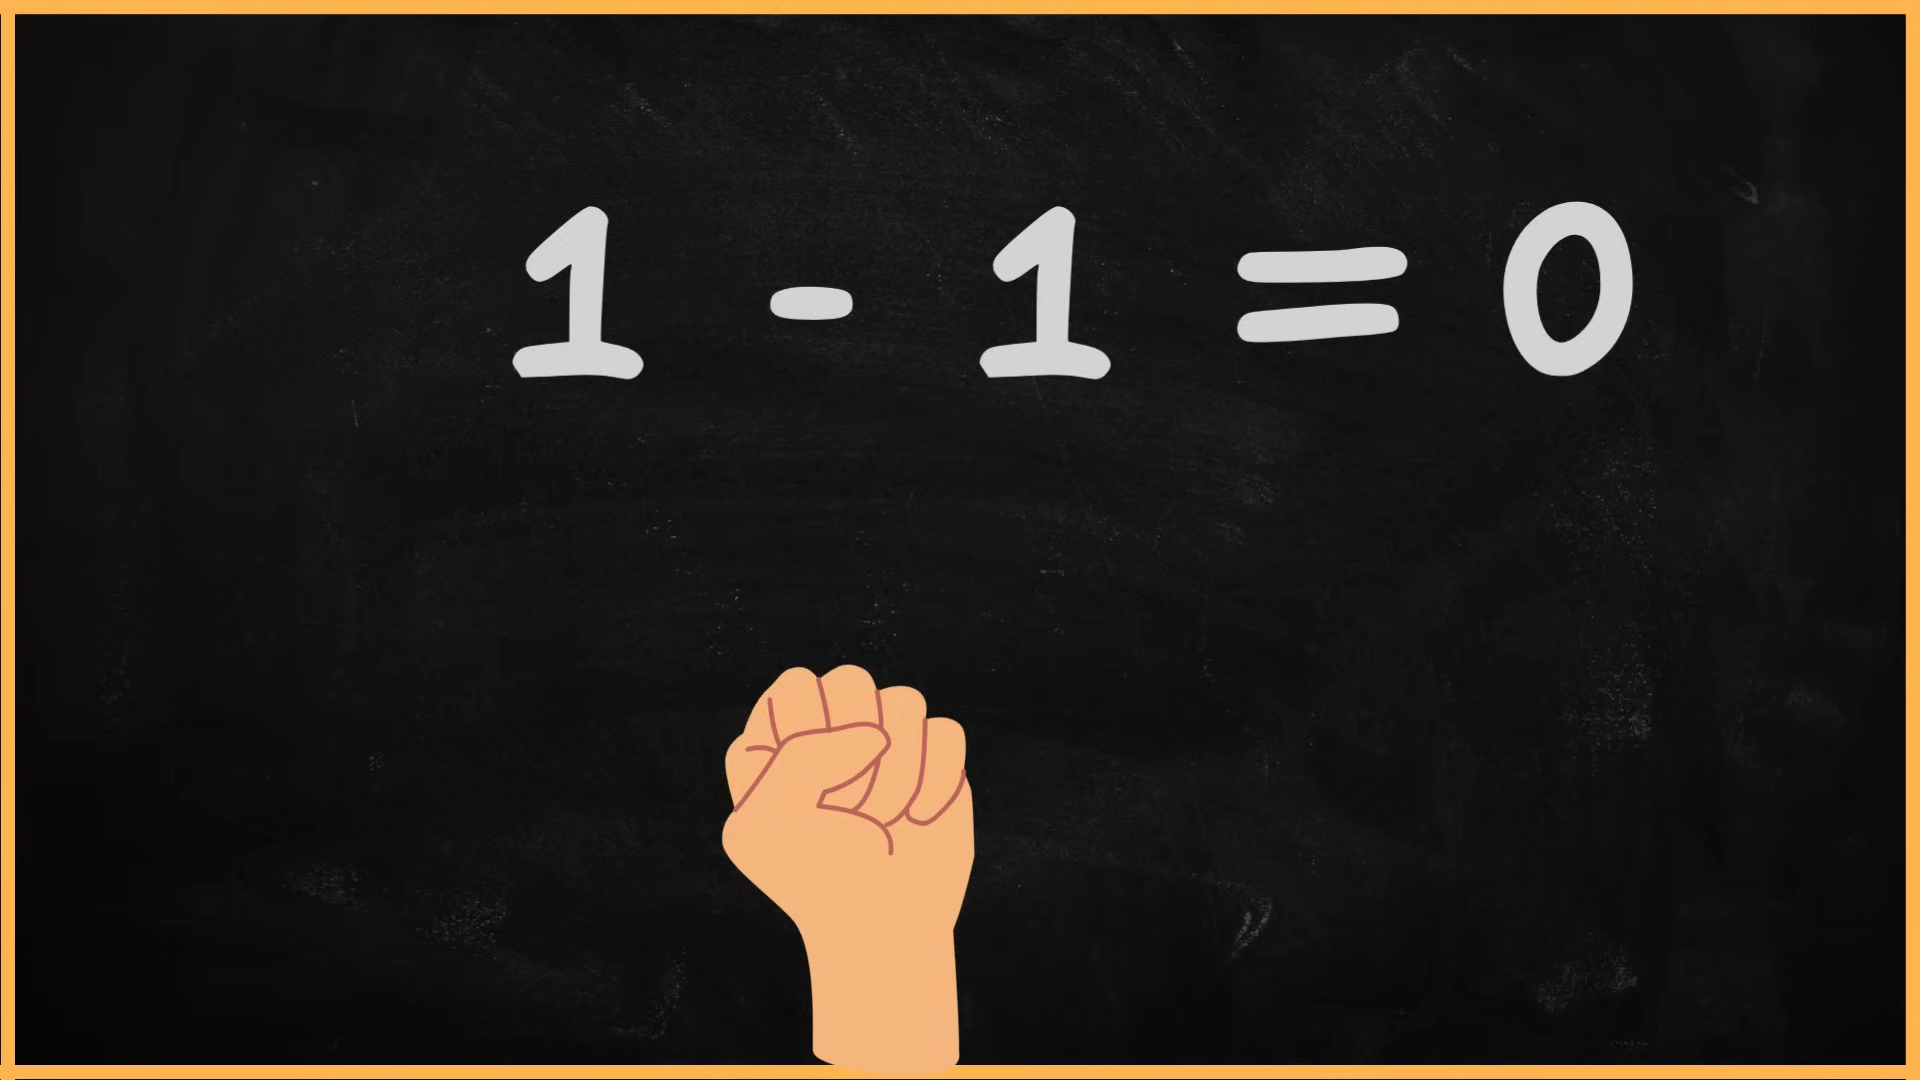 1 - 1 = 0